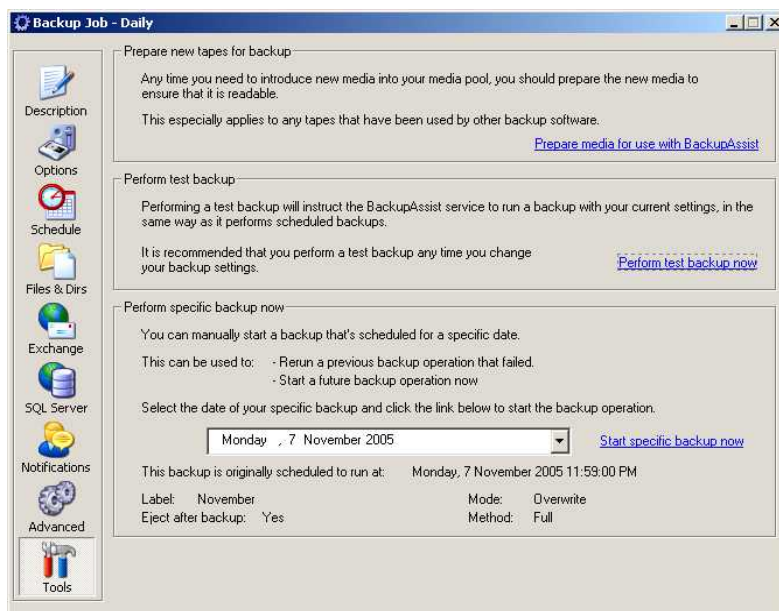 Backup Job - Daily
Description
Options
Schedule
Files & Dirs
Exchange
SQL Server
Notifications
Advanced
Tools
Prepare new tapes for backup
Any time you need to introduce new media into your media pool, you should prepare the new media to
ensure that it is readable.
This especially applies to any tapes that have been used by other backup software.
Prepare media for use with BackupAssist
Perform test backup
Performing a test backup will instruct the BackupAssist service to run a backup with your current settings, in the
same way as it performs scheduled backups.
It is recommended that you perform a test backup any time you change
your backup settings.
Perform test backup now
Perform specific backup now
You can manually start a backup that's scheduled for a specific date.
This can be used to: - Rerun a previous backup operation that failed.
- Start a future backup operation now
Select the date of your specific backup and click the link below to start the backup operation.
Monday , 7 November 2005 Start specific backup now
This backup is originally scheduled to run at: Monday, 7 November 2005 11:59:00 PM
Label: November Mode: Overwrite
Eject after backup: Yes Method: Full